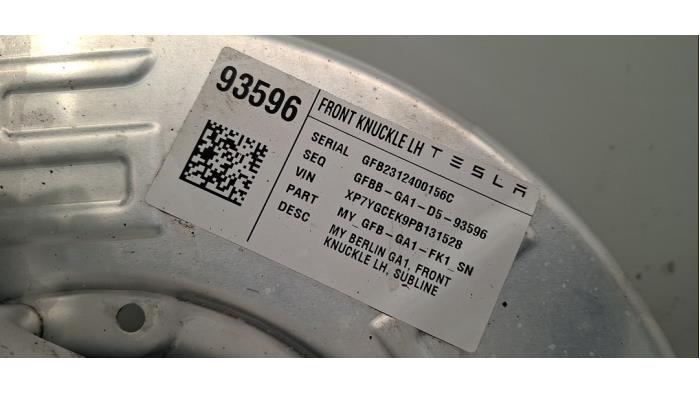 93596
FRONT KNUCKLE LH TESLA
SERIAL GFB2312400156C
SEQ GFBB-GA1-D5-93596
VIN XP7YGCEK9PB131528
PART MY_GFB-GA1-FK1_SN
DESC MY BERLIN GA1, FRONT
KNUCKLE LH, SUBLINE